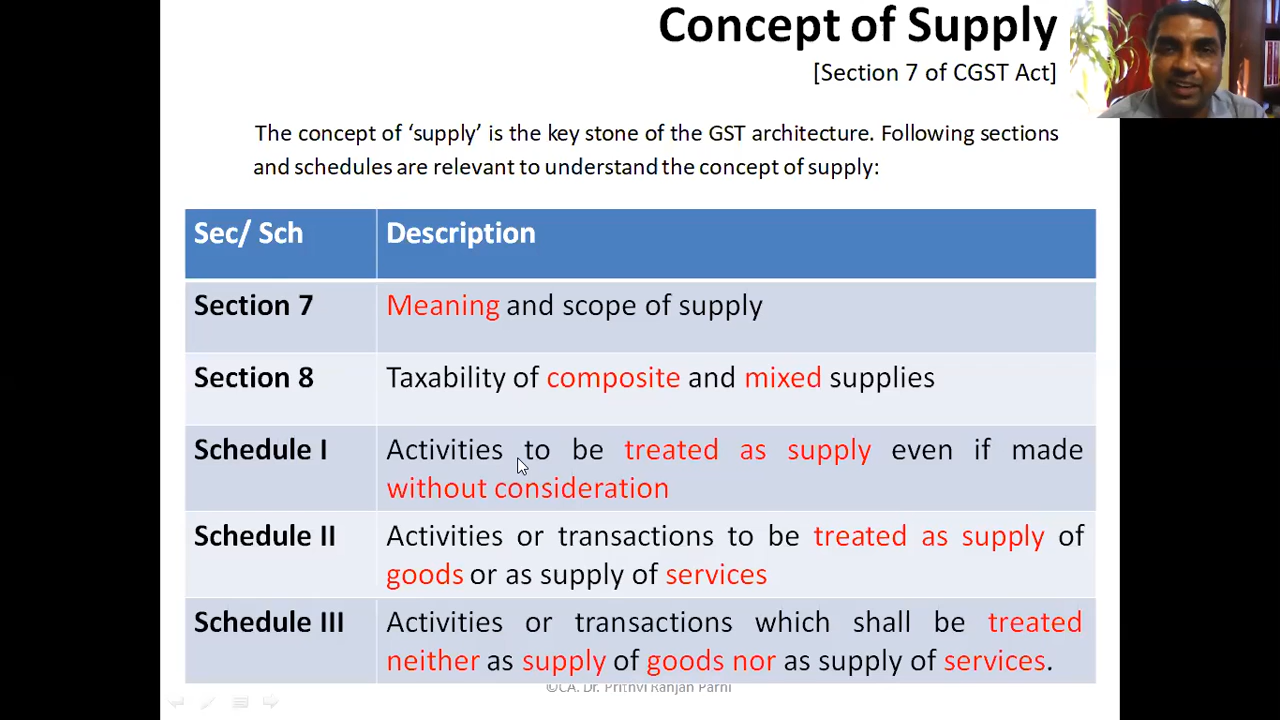 Concept of Supply
[Section 7 of CGST Act]
The concept of ‘supply’ is the key stone of the GST architecture. Following sections
and schedules are relevant to understand the concept of supply:
Sec/ Sch Description
Section 7 Meaning and scope of supply
Section 8 Taxability of composite and mixed supplies
Schedule I Activities to be treated as supply even if made
without consideration
Schedule II Activities or transactions to be treated as supply of
goods or as supply of services
Schedule III Activities or transactions which shall be treated
neither as supply of goods nor as supply of services.
©CA. Dr. Prithvi Ranjan Parhi